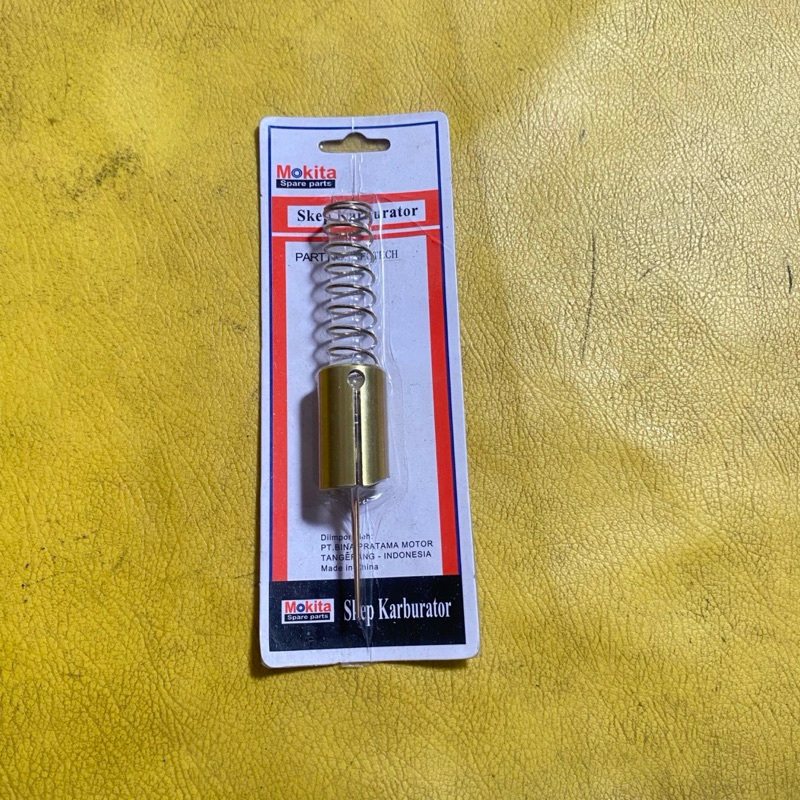 Mokita
Spare parts
Skep Karburator
PART
TECH
Diimpor oleh:
PT.BINA PRATAMA MOTOR
TANGERANG - INDONESIA
Made in China
Mokita
Spare parts
Skep Karburator